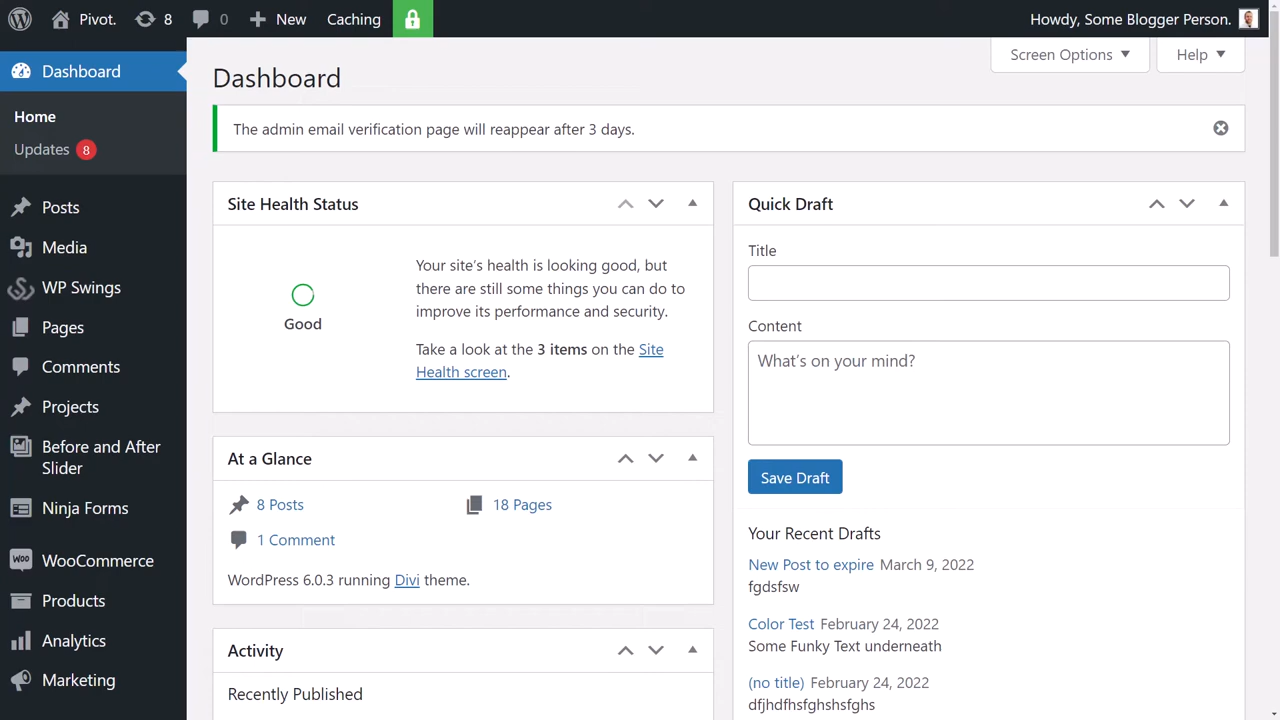 Pivot.
8
0
New
Caching
Howdy, Some Blogger Person.
Dashboard
Home
Updates 8
Posts
Media
WP Swings
Pages
Comments
Projects
Before and After
Slider
Ninja Forms
WOO
WooCommerce
Products
Analytics
Marketing
Screen Options
Help
Dashboard
The admin email verification page will reappear after 3 days.
Site Health Status
Good
Your site's health is looking good, but
there are still some things you can do to
improve its performance and security.
Take a look at the 3 items on the Site
Health screen.
At a Glance
8 Posts
18 Pages
1 Comment
WordPress 6.0.3 running Divi theme.
Activity
Recently Published
Quick Draft
Title
Content
What's on your mind?
Save Draft
Your Recent Drafts
New Post to expire March 9, 2022
fgdsfsw
Color Test February 24, 2022
Some Funky Text underneath
(no title) February 24, 2022
dfjhdfhsfghshsfghs